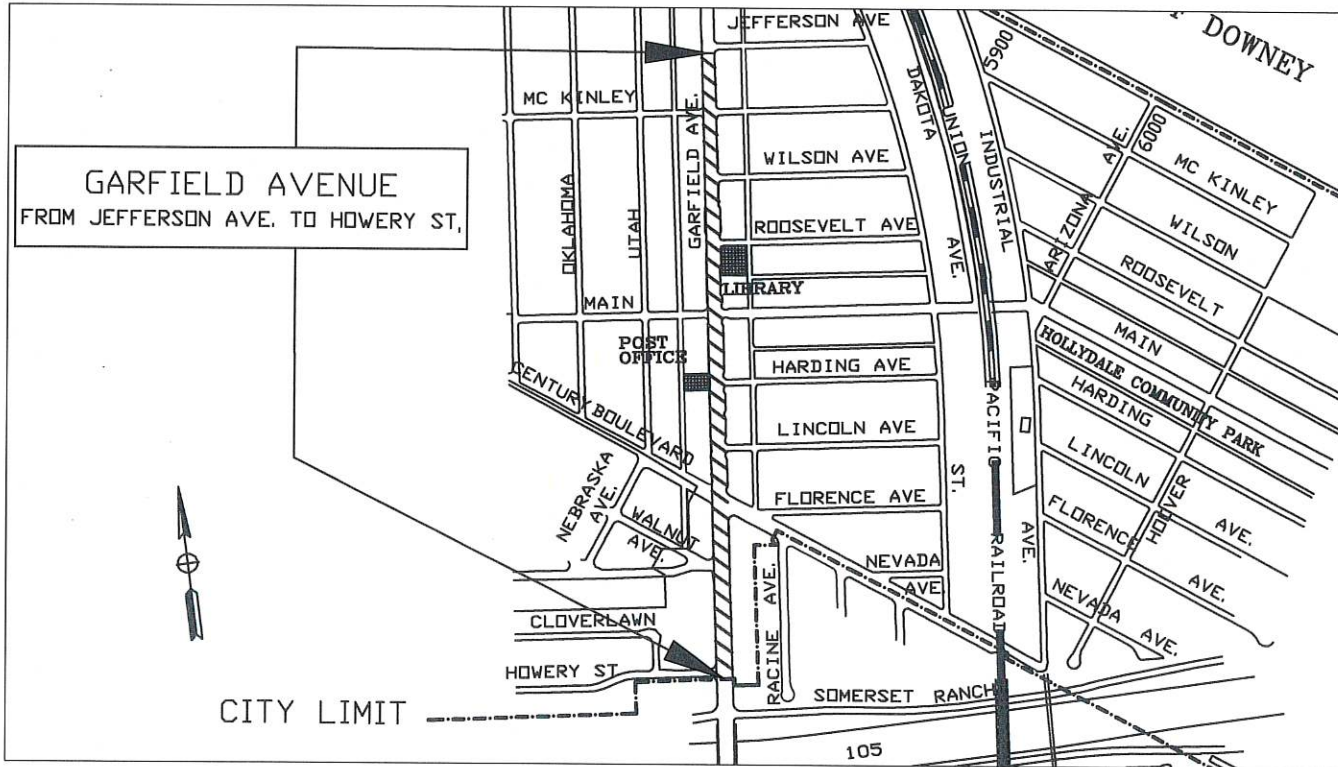 JEFFERSON AVE
DOWNEY
5900
MC KINLEY
GARFIELD AVE.
DAKOTA
UNION
INDUSTRIAL
AVE.
6000
MC KINLEY
WILSON AVE
GARFIELD AVENUE
FROM JEFFERSON AVE. TO HOWERY ST.
OKLAHOMA
UTAH
ROOSEVELT AVE
AVE.
ARIZONA
WILSON
ROOSEVELT
LIBRARY
MAIN
MAIN
POST
OFFICE
HARDING AVE
HOLLYDALE COMMUNITY PARK
HARDING
CENTURY BOULEVARD
PACIFIC
LINCOLN AVE
LINCOLN
NEBRASKA
AVE.
ST.
FLORENCE AVE
FLORENCE
HOOVER
AVE.
WALNUT
AVE.
RAILROAD
AVE.
NEVADA
AVE.
AVE.
NEVADA
AVE.
RACINE AVE.
CLOVERLAWN
HOWERY ST
SOMERSET RANCH
CITY LIMIT
105